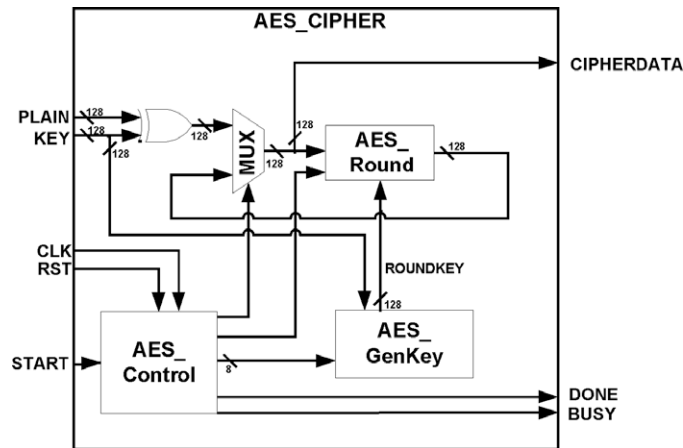 AES_CIPHER
CIPHERDATA
PLAIN
128
KEY
128
128
128
MUX
128
128
AES_
Round
128
CLK
RST
ROUNDKEY
128
START
AES_
Control
8
AES_
GenKey
DONE
BUSY